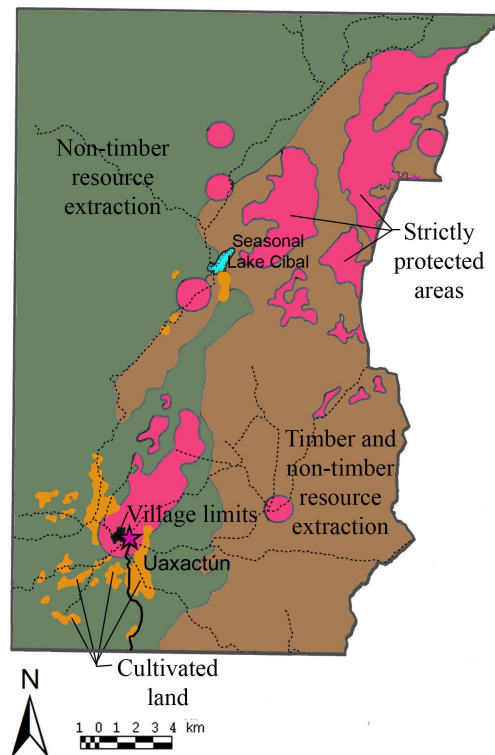 Non-timber
resource
extraction
Seasonal
Lake Cibal
Strictly
protected
areas
Timber and
non-timber
resource
extraction
Village limits
Uaxactún
Cultivated
land
N
1 0 1 2 3 4 km